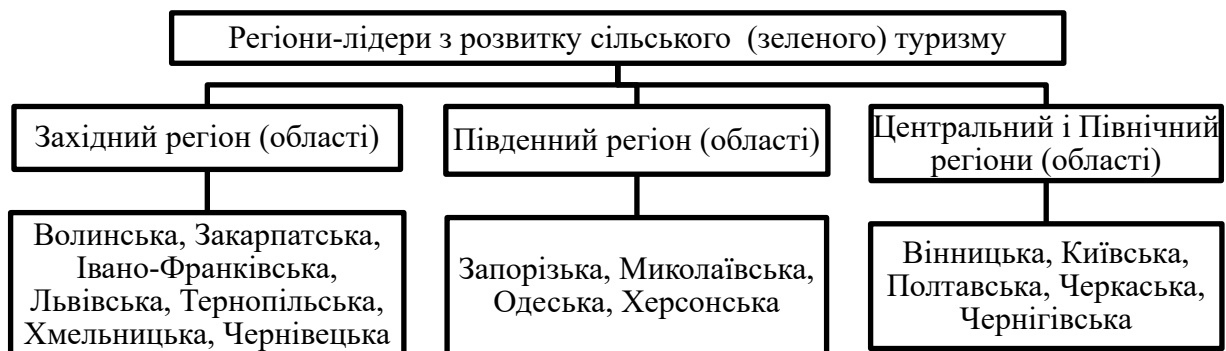 Регіони-лідери з розвитку сільського (зеленого) туризму
Західний регіон (області)
Південний регіон (області)
Центральний і Північний
регіони (області)
Волинська, Закарпатська,
Івано-Франківська,
Львівська, Тернопільська,
Хмельницька, Чернівецька
Запорізька, Миколаївська,
Одеська, Херсонська
Вінницька, Київська,
Полтавська, Черкаська,
Чернігівська